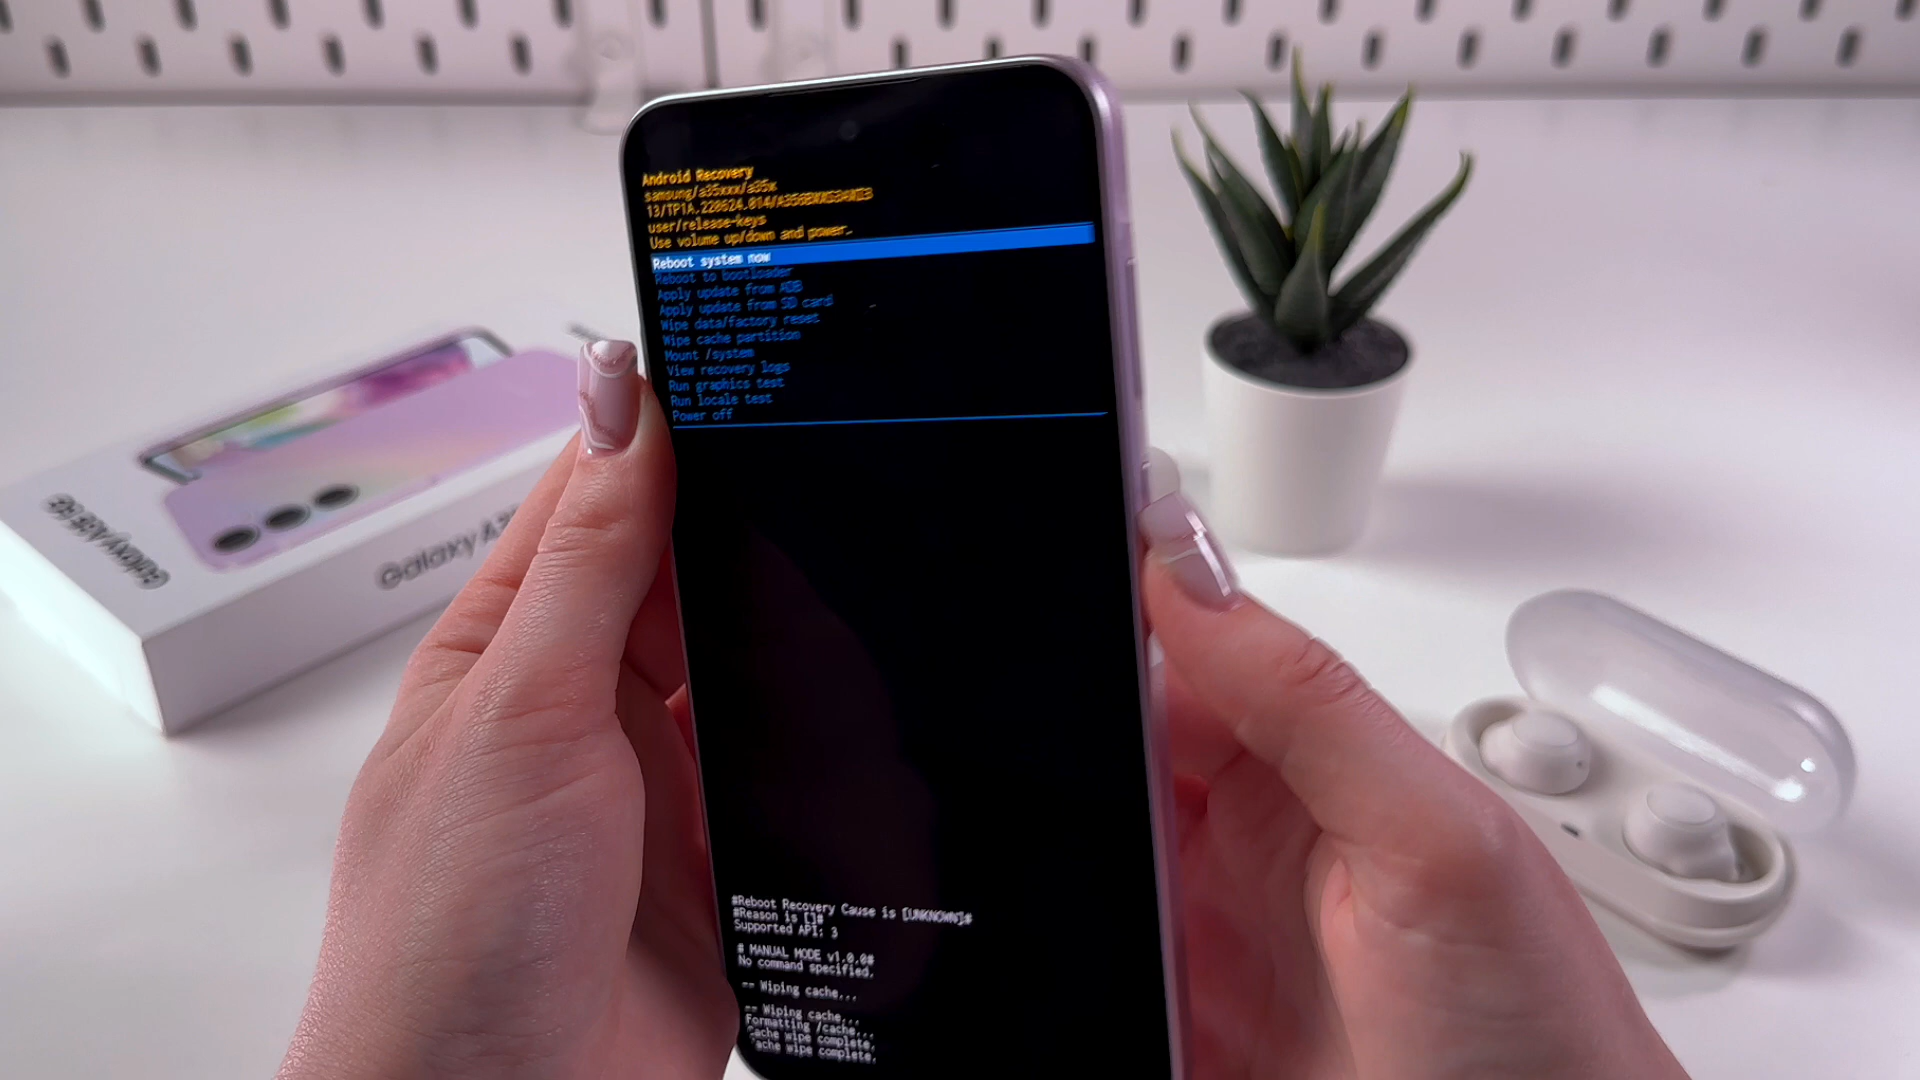 Android Recovery
samsung/a35xxx/a35x
user/release-keys
Use volume up/down and power.
Reboot system now
Reboot to bootloader
Apply update from ADB
Apply update from SD card
Wipe data/factory reset
Wipe cache partition
Mount /system
View recovery logs
Run graphics test
Run locale test
Power off
#Reboot Recovery Cause is [UNKNOWN]#
#Reason is []#
Supported API: 3
# MANUAL MODE v1.0.0#
No command specified.
-- Wiping cache...
-- Wiping cache...
Formatting /cache...
Cache wipe complete.
Cache wipe complete.
Galaxy
Galaxy